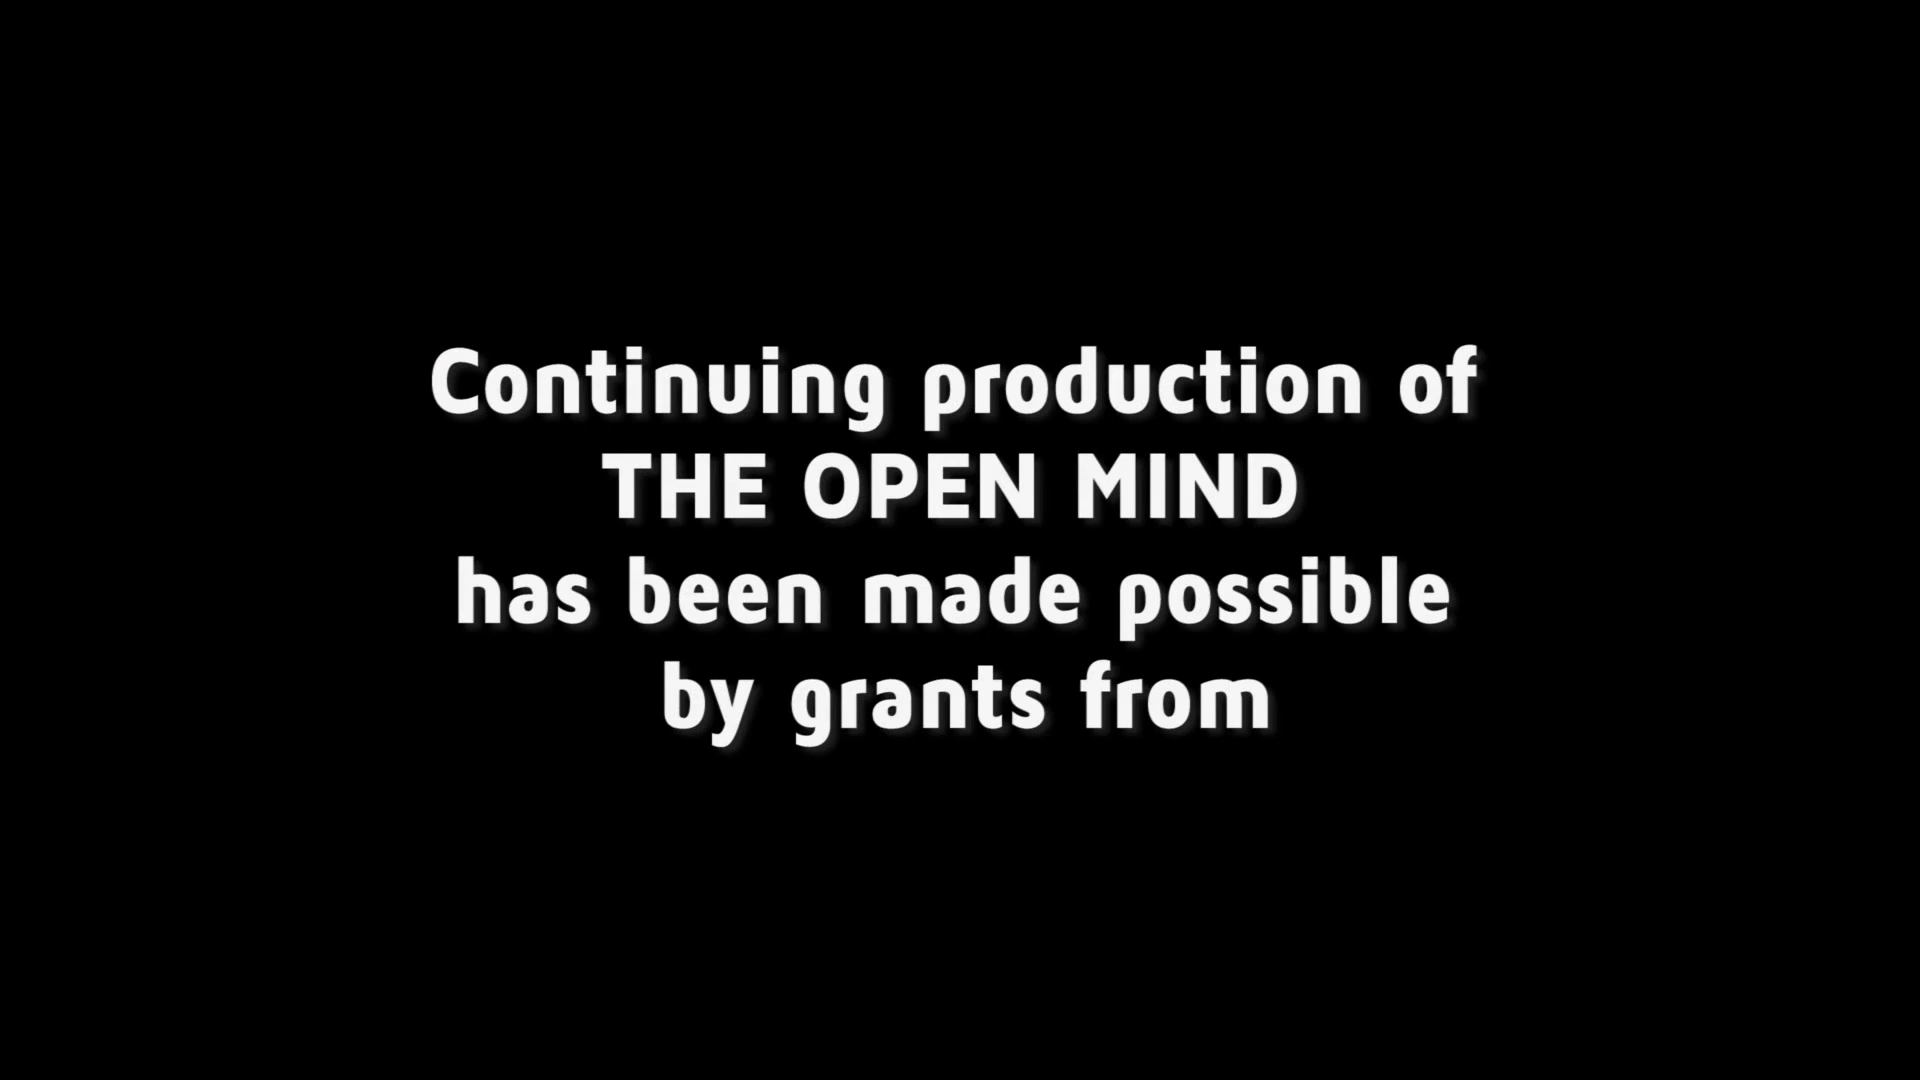 Continuing production of
THE OPEN MIND
has been made possible
by grants from